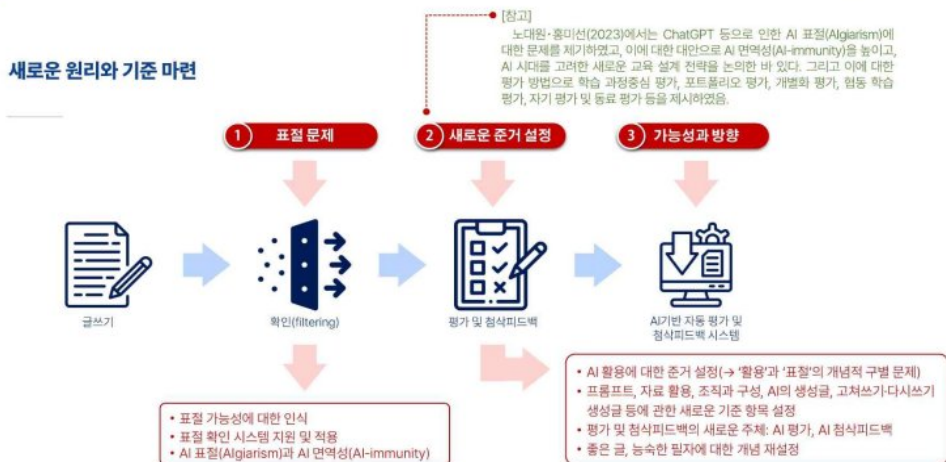 [참고]
노대원·홍미선(2023)에서는 ChatGPT 등으로 인한 AI 표절(AIgiarism)에
대한 문제를 제기하였고, 이에 대한 대안으로 AI 면역성(AI-immunity)을 높이고,
AI 시대를 고려한 새로운 교육 설계 전략을 논의한 바 있다. 그리고 이에 대한
평가 방법으로 학습 과정중심 평가, 포트폴리오 평가, 개별화 평가, 협동 학습
평가, 자기 평가 및 동료 평가 등을 제시하였음.
새로운 원리와 기준 마련
1 표절 문제
2 새로운 준거 설정
3 가능성과 방향
글쓰기
확인(filtering)
평가 및 첨삭피드백
AI기반 자동 평가 및
첨삭피드백 시스템
• 표절 가능성에 대한 인식
• 표절 확인 시스템 지원 및 적용
• AI 표절(AIgiarism)과 AI 면역성(AI-immunity)
• AI 활용에 대한 준거 설정(→ ‘활용’과 ‘표절’의 개념적 구별 문제)
• 프롬프트, 자료 활용, 조직과 구성, AI의 생성글, 고쳐쓰기·다시쓰기
생성글 등에 관한 새로운 기준 항목 설정
• 평가 및 첨삭피드백의 새로운 주체: AI 평가, AI 첨삭피드백
• 좋은 글, 능숙한 필자에 대한 개념 재설정